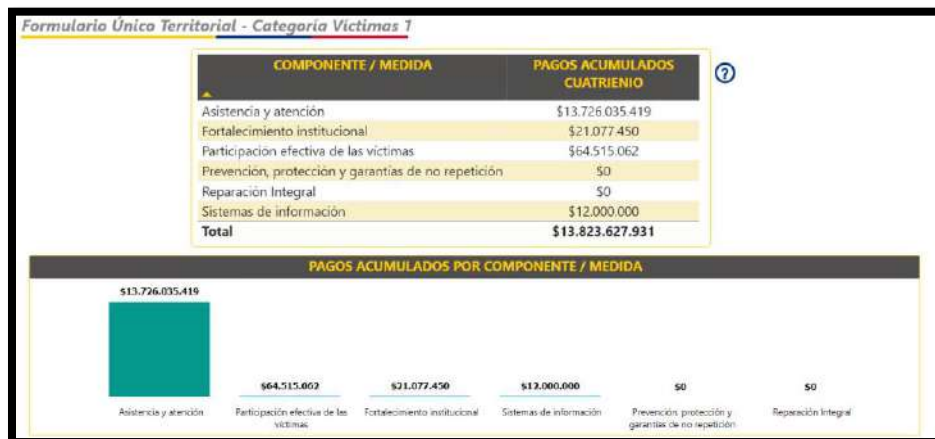 Formulario Único Territorial - Categoría Víctimas 1
COMPONENTE / MEDIDA PAGOS ACUMULADOS CUATRIENIO
Asistencia y atención $13.726.035.419
Fortalecimiento institucional $21.077.450
Participación efectiva de las víctimas $64.515.062
Prevención, protección y garantías de no repetición $0
Reparación Integral $0
Sistemas de información $12.000.000
Total $13.823.627.931
?
PAGOS ACUMULADOS POR COMPONENTE / MEDIDA
$13.726.035.419 $64.515.062 $21.077.450 $12.000.000 $0 $0
Asistencia y atención Participación efectiva de las víctimas Fortalecimiento institucional Sistemas de información Prevención, protección y garantías de no repetición Reparación Integral